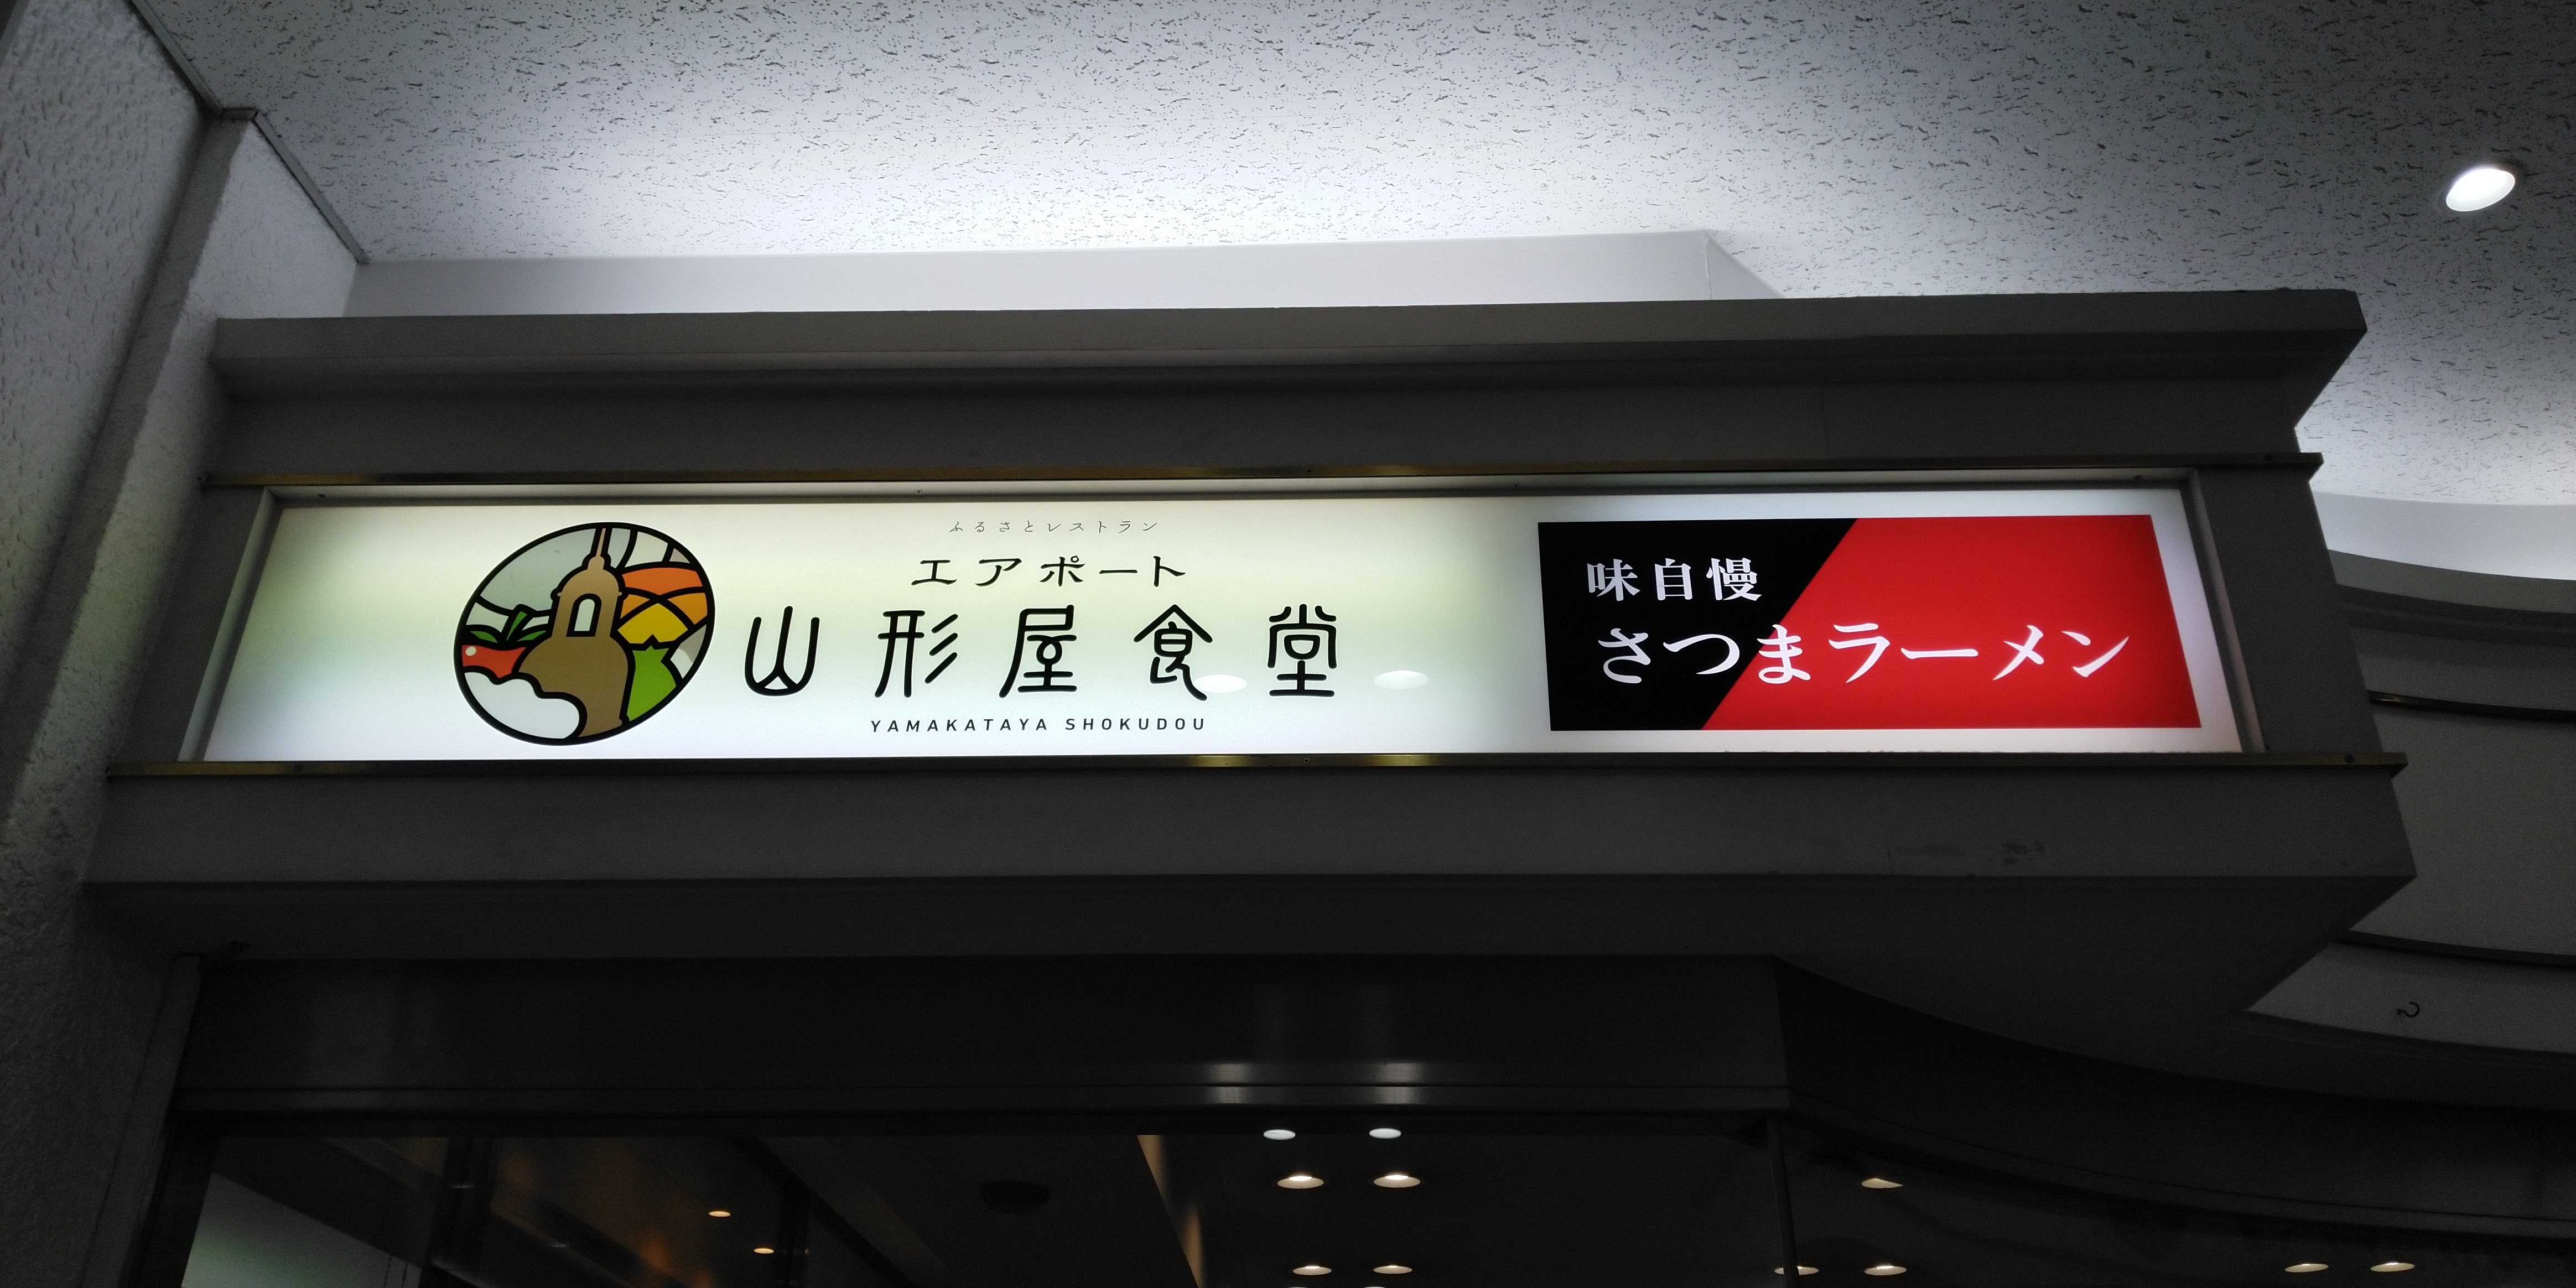 ふるさとレストラン
エアポート
山形屋食堂
YAMAKATAYA SHOKUDOU
味自慢
さつまラーメン